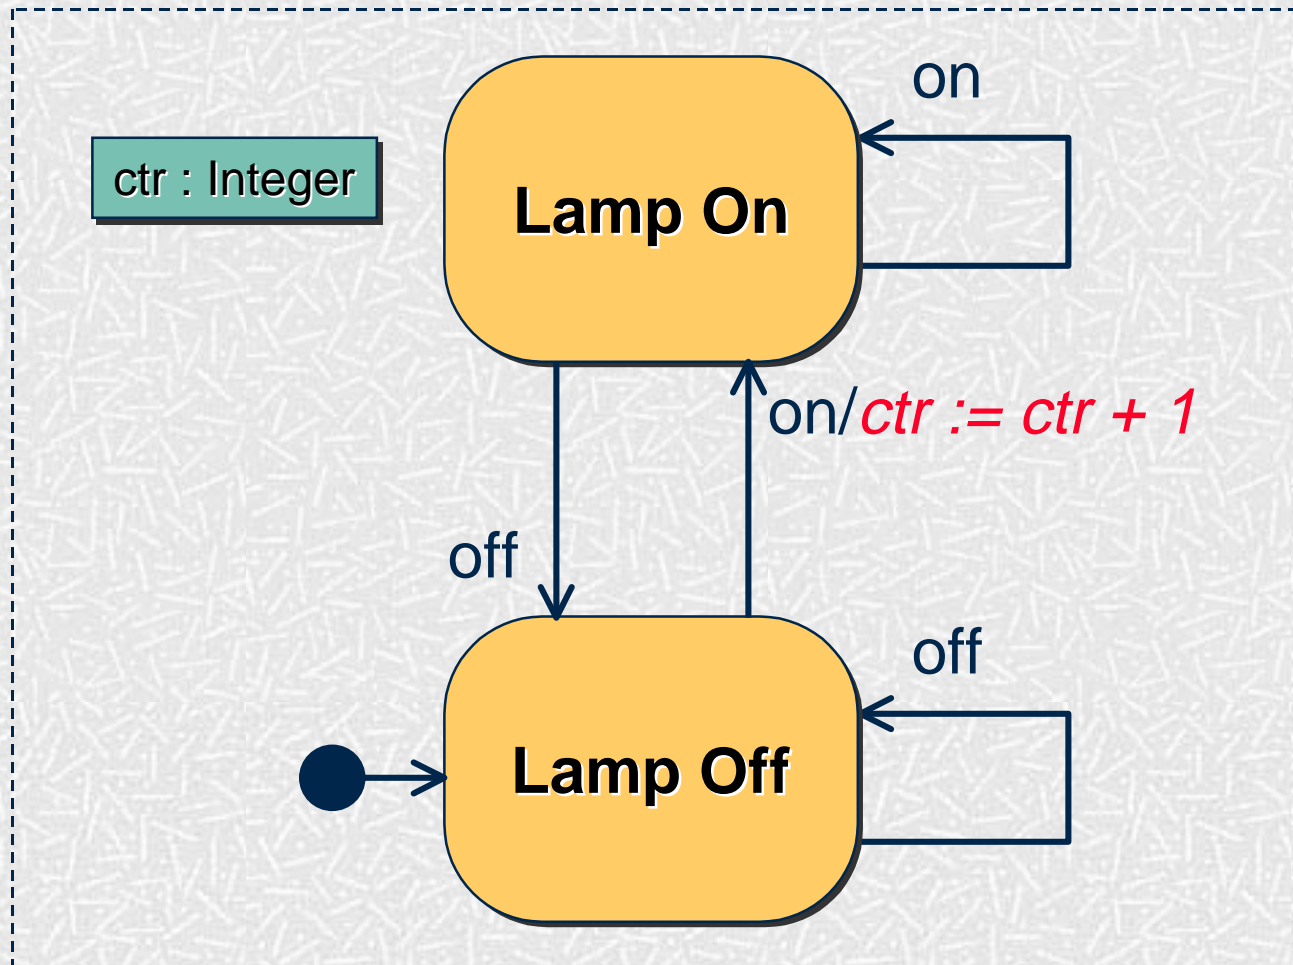 on
ctr : Integer
Lamp On
on/ctr := ctr + 1
off
off
Lamp Off